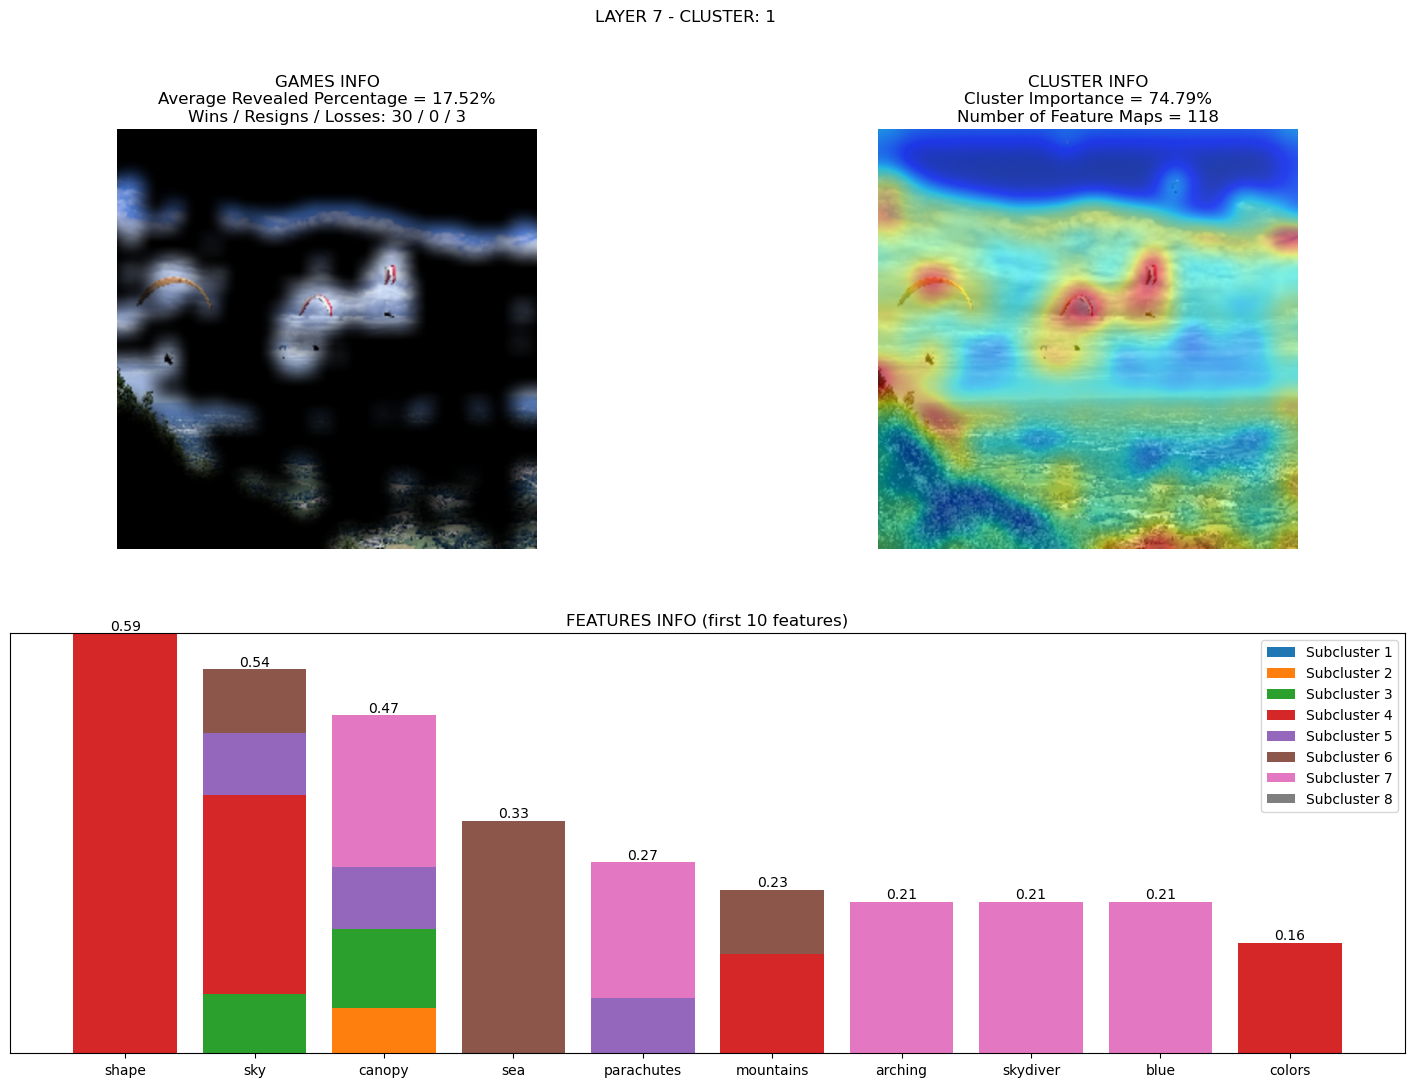 LAYER 7 - CLUSTER: 1
GAMES INFO
Average Revealed Percentage = 17.52%
Wins / Resigns / Losses: 30 / 0 / 3
CLUSTER INFO
Cluster Importance = 74.79%
Number of Feature Maps = 118
FEATURES INFO (first 10 features)
0.59
0.54
0.47
0.33
0.27
0.23
0.21
0.21
0.21
0.16
Subcluster 1
Subcluster 2
Subcluster 3
Subcluster 4
Subcluster 5
Subcluster 6
Subcluster 7
Subcluster 8
shape
sky
canopy
sea
parachutes
mountains
arching
skydiver
blue
colors